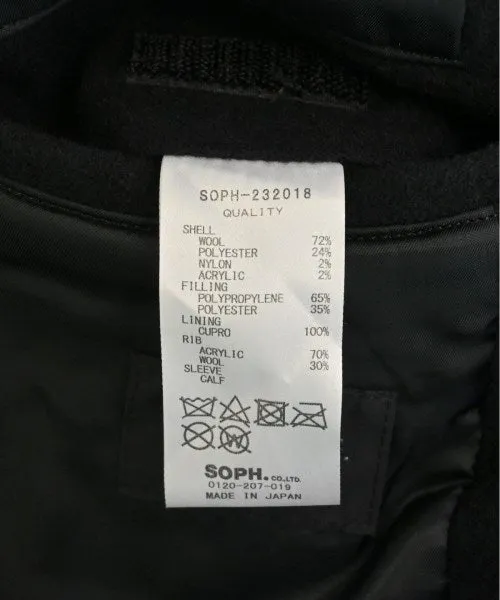 SOPH-232018
QUALITY
SHELL
WOOL 72%
POLYESTER 24%
NYLON 2%
ACRYLIC 2%
FILLING
POLYPROPYLENE 65%
POLYESTER 35%
LINING
CUPRO 100%
RIB
ACRYLIC 70%
WOOL 30%
SLEEVE
CALF
W
SOPH.CO.,LTD.
0120-207-019
MADE IN JAPAN